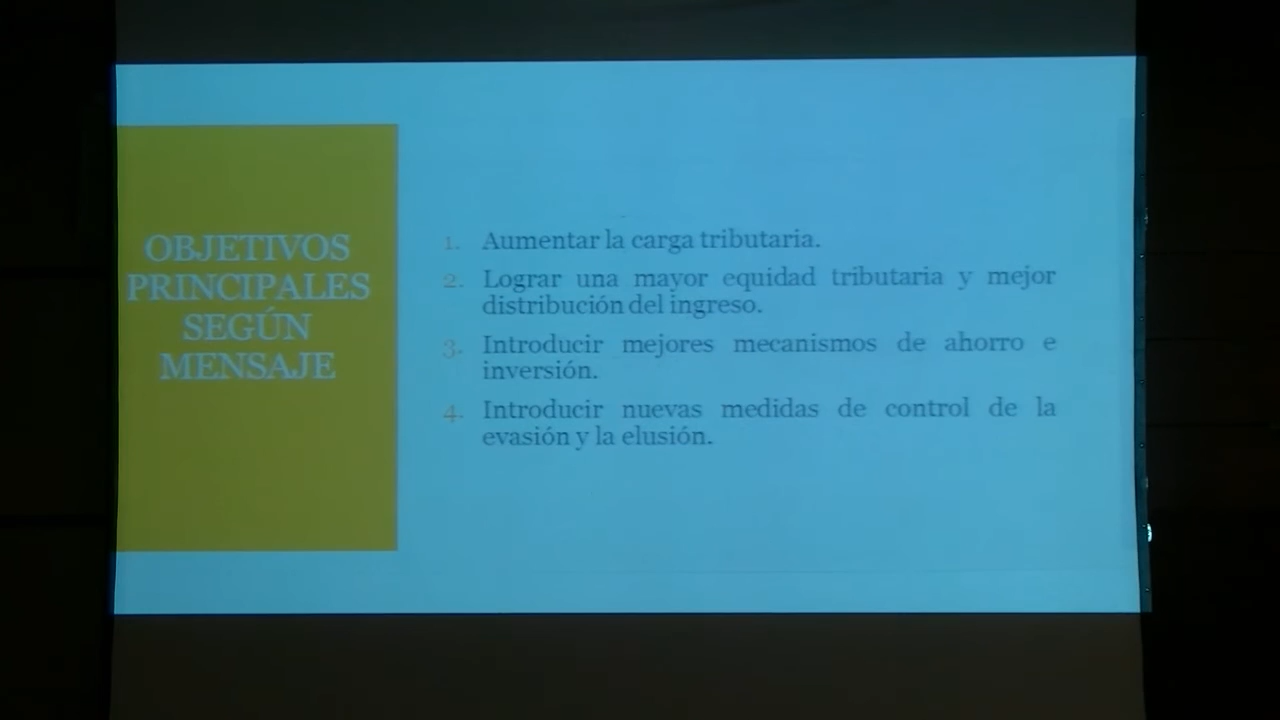 OBJETIVOS
PRINCIPALES
SEGÚN
MENSAJE
1. Aumentar la carga tributaria.
2. Lograr una mayor equidad tributaria y mejor
distribución del ingreso.
3. Introducir mejores mecanismos de ahorro e
inversión.
4. Introducir nuevas medidas de control de la
evasión y la elusión.